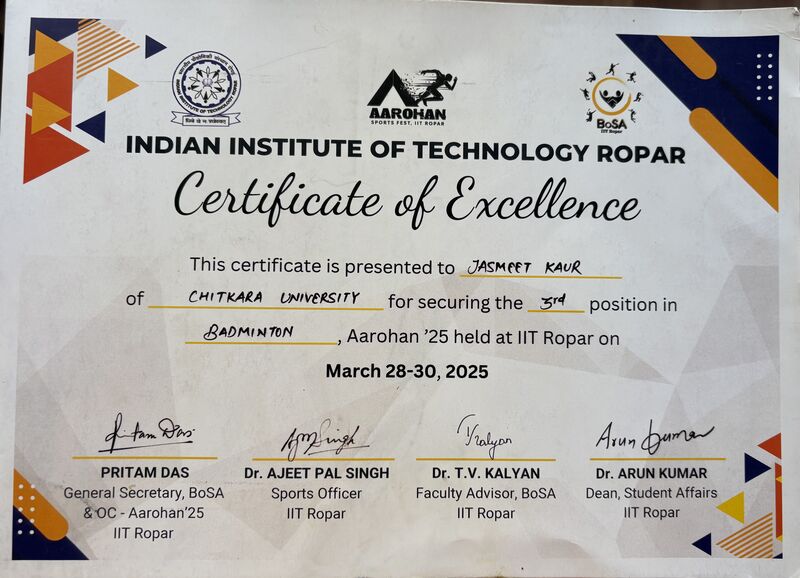 AAROHAN
SPORTS FEST, IIT ROPAR
BoSA
IIT Ropar
INDIAN INSTITUTE OF TECHNOLOGY ROPAR
Certificate of Excellence
This certificate is presented to JASMEET KAUR
of CHITKARA UNIVERSITY for securing the 3rd position in
BADMINTON, Aarohan ’25 held at IIT Ropar on
March 28-30, 2025
Pritam Das
AJPSingh
TVKalyan
Arun Kumar
PRITAM DAS
General Secretary, BoSA
& OC - Aarohan’25
IIT Ropar
Dr. AJEET PAL SINGH
Sports Officer
IIT Ropar
Dr. T.V. KALYAN
Faculty Advisor, BoSA
IIT Ropar
Dr. ARUN KUMAR
Dean, Student Affairs
IIT Ropar